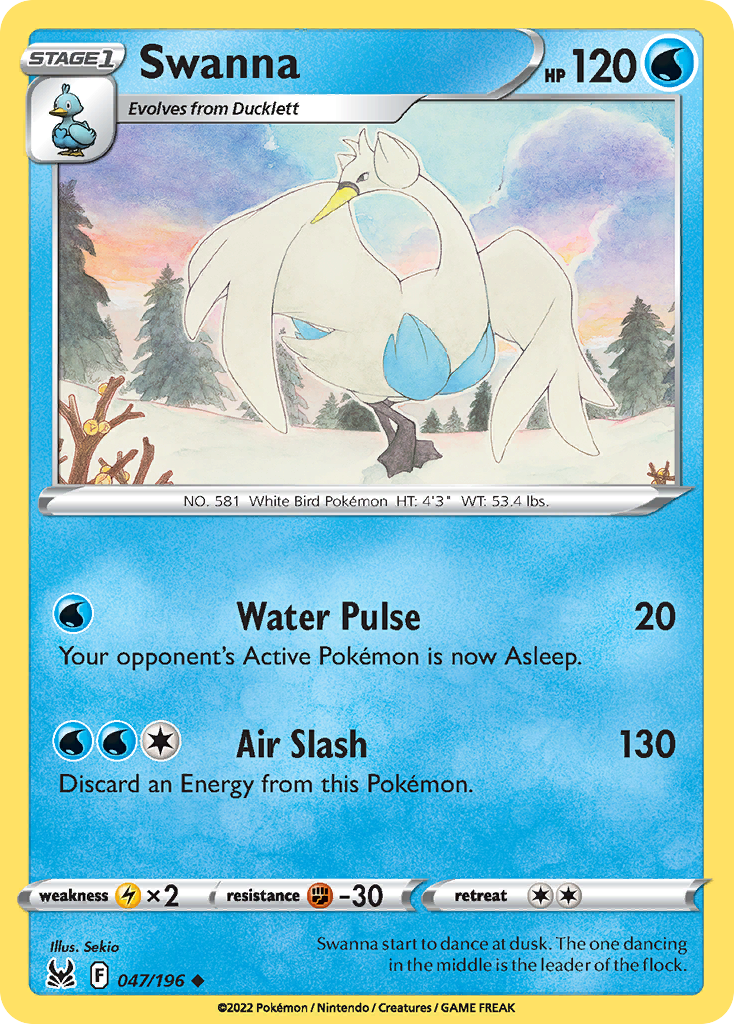 STAGE1
Swanna
HP 120
Evolves from Ducklett
NO. 581 White Bird Pokémon HT: 4'3" WT: 53.4 lbs.
Water Pulse 20
Your opponent's Active Pokémon is now Asleep.
Air Slash 130
Discard an Energy from this Pokémon.
weakness ×2 resistance -30 retreat
Illus. Sekio
Swanna start to dance at dusk. The one dancing
in the middle is the leader of the flock.
F 047/196
©2022 Pokémon / Nintendo / Creatures / GAME FREAK